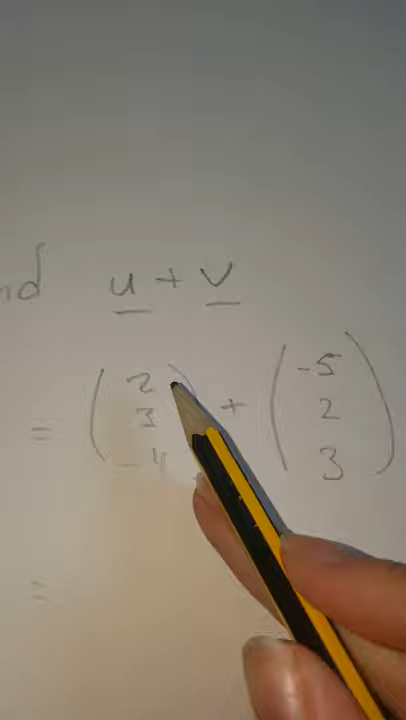 nd u + v
= (2 3 -4) + (-5 2 3)
=